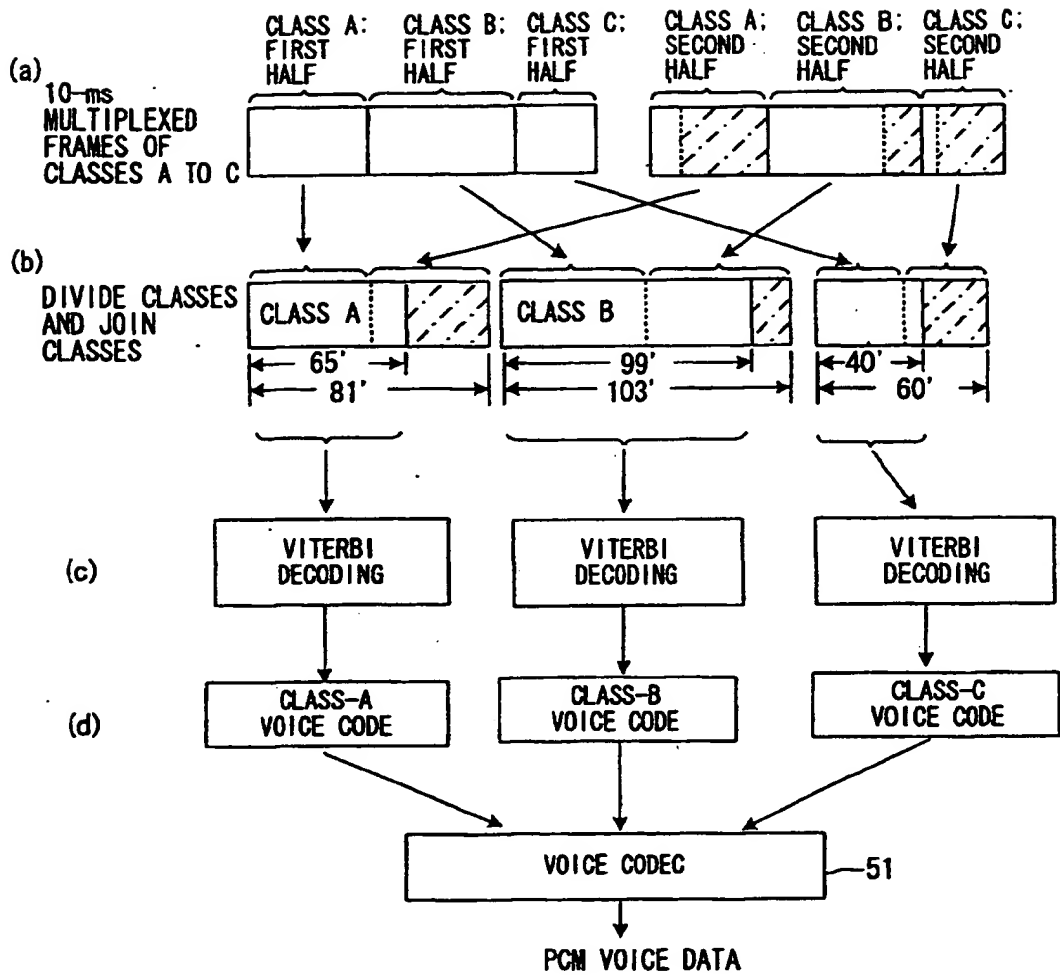 CLASS A:
FIRST
HALF
CLASS B:
FIRST
HALF
CLASS C:
FIRST
HALF
CLASS A:
SECOND
HALF
CLASS B:
SECOND
HALF
CLASS C:
SECOND
HALF
(a)
10-ms
MULTIPLEXED
FRAMES OF
CLASSES A TO C
(b)
DIVIDE CLASSES
AND JOIN
CLASSES
CLASS A
CLASS B
65'
99'
40'
81'
103'
60'
(c)
VITERBI
DECODING
VITERBI
DECODING
VITERBI
DECODING
(d)
CLASS-A
VOICE CODE
CLASS-B
VOICE CODE
CLASS-C
VOICE CODE
VOICE CODEC
51
PCM VOICE DATA